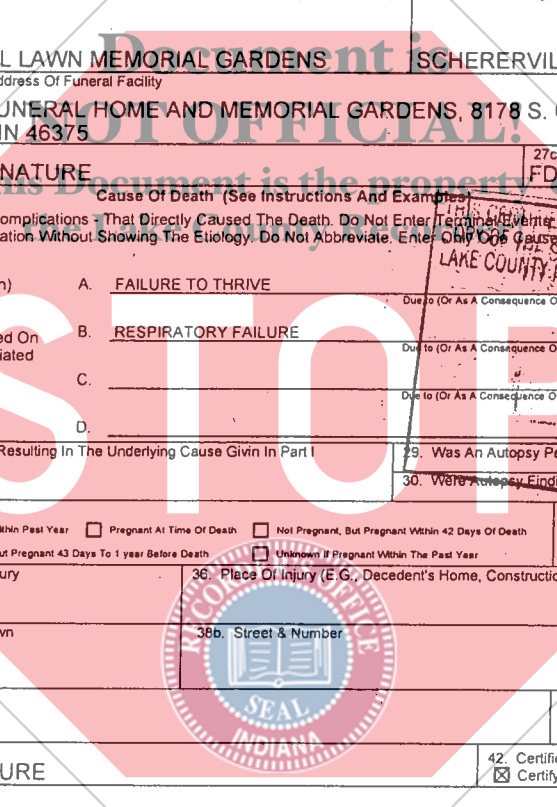 L LAWN MEMORIAL GARDENS
SCHERERVIL
Document is
ddress Of Funeral Facility
UNERAL HOME AND MEMORIAL GARDENS, 8178 S.
IN 46375
NOT OFFICIAL!
NATURE
27c
FD
is Document is the property
Cause Of Death (See Instructions And Examples
omplications - That Directly Caused The Death. Do Not Enter Terminal Events
the Lake County Recorder!
ation Without Showing The Etiology. Do Not Abbreviate. Enter Only One Cause
COPY OF THE
LAKE COUNTY
n) A. FAILURE TO THRIVE
Due to (Or As A Consequence O
ed On B. RESPIRATORY FAILURE
iated
Due to (Or As A Consequence O
C.
Due to (Or As A Consequence O
D.
STOP
Resulting In The Underlying Cause Givin In Part I
29. Was An Autopsy Pe
30. Were Autopsy Findi
ithin Past Year Pregnant At Time Of Death Not Pregnant, But Pregnant Within 42 Days Of Death
ut Pregnant 43 Days To 1 year Before Death Unknown If Pregnant Within The Past Year
ury
36. Place Of Injury (E.G., Decedent's Home, Constructio
RECORDER'S OFFICE
wn
38b. Street & Number
SEAL
INDIANA
URE
42. Certifi
Certify